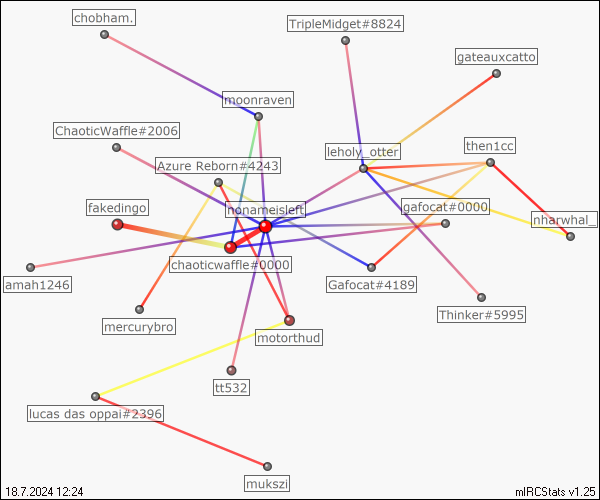 chobham.
TripleMidget#8824
gateauxcatto
moonraven
ChaoticWaffle#2006
leholy_otter
then1cc
Azure Reborn#4243
fakedingo
nonameisleft
gafocat#0000
nharwhal_
chaoticwaffle#0000
amah1246
Gafocat#4189
mercurybro
Thinker#5995
motorthud
tt532
lucas das oppai#2396
mukszi
18.7.2024 12:24
mIRCStats v1.25